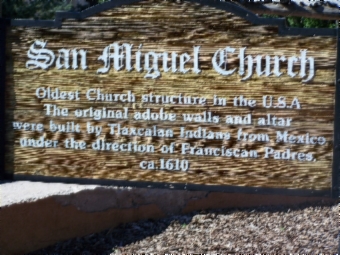 San Miguel Church
Oldest Church structure in the U.S.A
The original adobe walls and altar
were built by Tlaxcalan Indians from Mexico,
under the direction of Franciscan Padres,
ca.1610